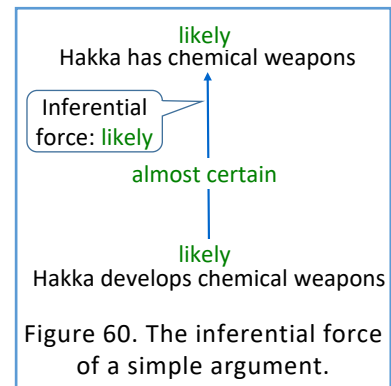 likely
Hakka has chemical weapons
Inferential
force: likely
almost certain
likely
Hakka develops chemical weapons
Figure 60. The inferential force
of a simple argument.